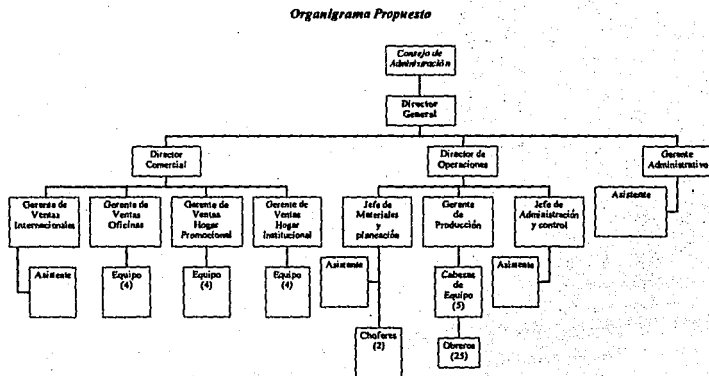 Organigrama Propuesto
Consejo de
Administración
Director
General
Director
Comercial
Director de
Operaciones
Gerente
Administrativo
Gerente de
Ventas
Internacionales
Gerente de
Ventas
Oficinas
Gerente de
Ventas
Hogar
Promocional
Gerente de
Ventas
Hogar
Institucional
Jefe de
Materiales
y
planeación
Gerente
de
Producción
Jefe de
Administración
y control
Asistente
Asistente
Equipo
(4)
Equipo
(4)
Equipo
(4)
Asistente
Cabezas
de
Equipo
(5)
Asistente
Choferes
(2)
Obreros
(25)